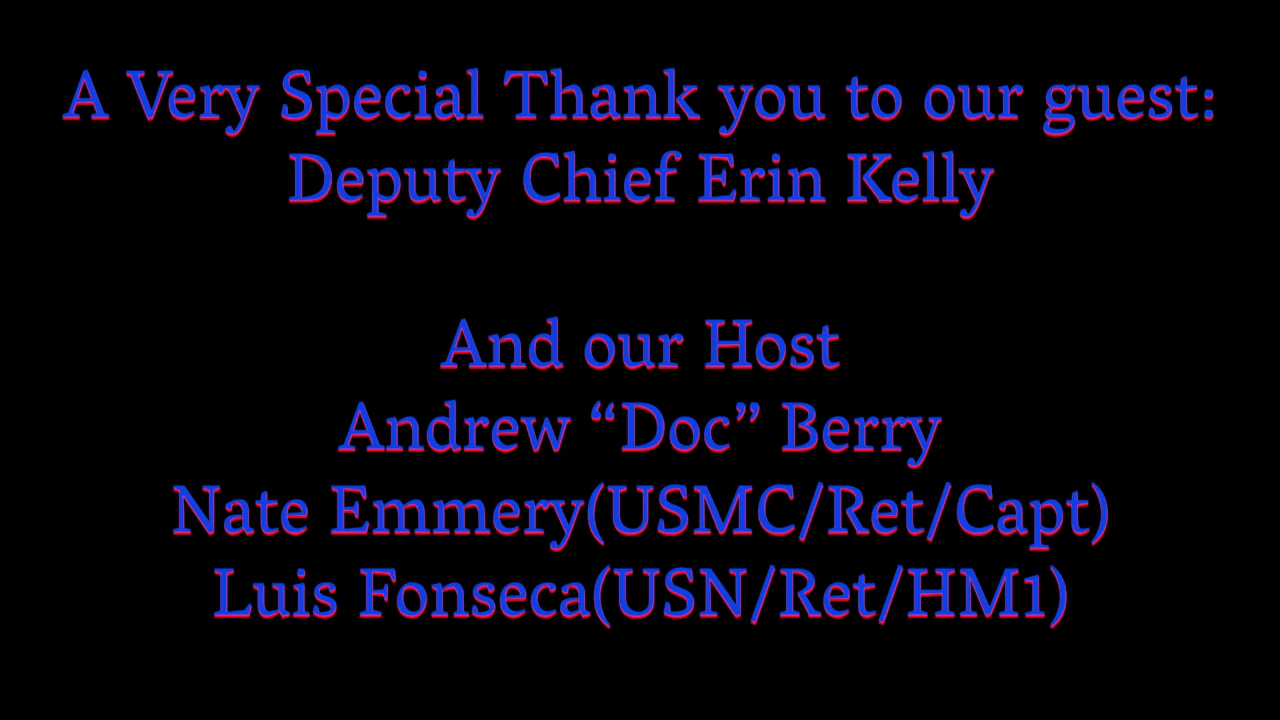 A Very Special Thank you to our guest:
Deputy Chief Erin Kelly
And our Host
Andrew “Doc” Berry
Nate Emmery(USMC/Ret/Capt)
Luis Fonseca(USN/Ret/HM1)